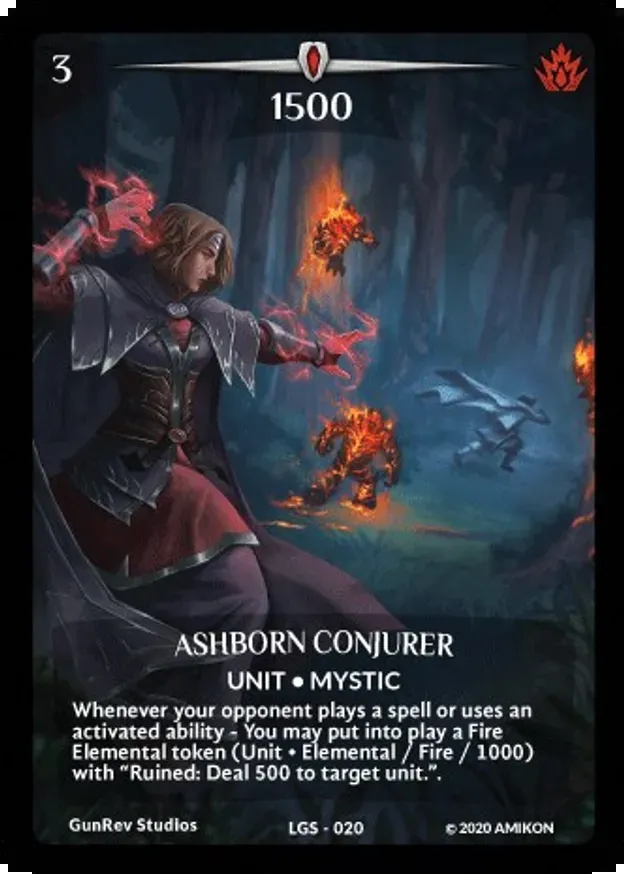 3
1500
ASHBORN CONJURER
UNIT • MYSTIC
Whenever your opponent plays a spell or uses an
activated ability - You may put into play a Fire
Elemental token (Unit • Elemental / Fire / 1000)
with “Ruined: Deal 500 to target unit.”.
GunRev Studios
LGS - 020
© 2020 AMIKON